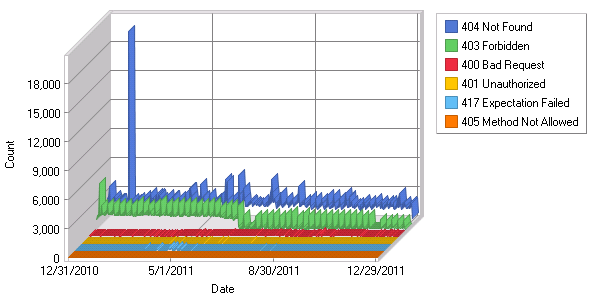 404 Not Found
403 Forbidden
400 Bad Request
401 Unauthorized
417 Expectation Failed
405 Method Not Allowed
Count
18,000
15,000
12,000
9,000
6,000
3,000
0
12/31/2010
5/1/2011
8/30/2011
12/29/2011
Date